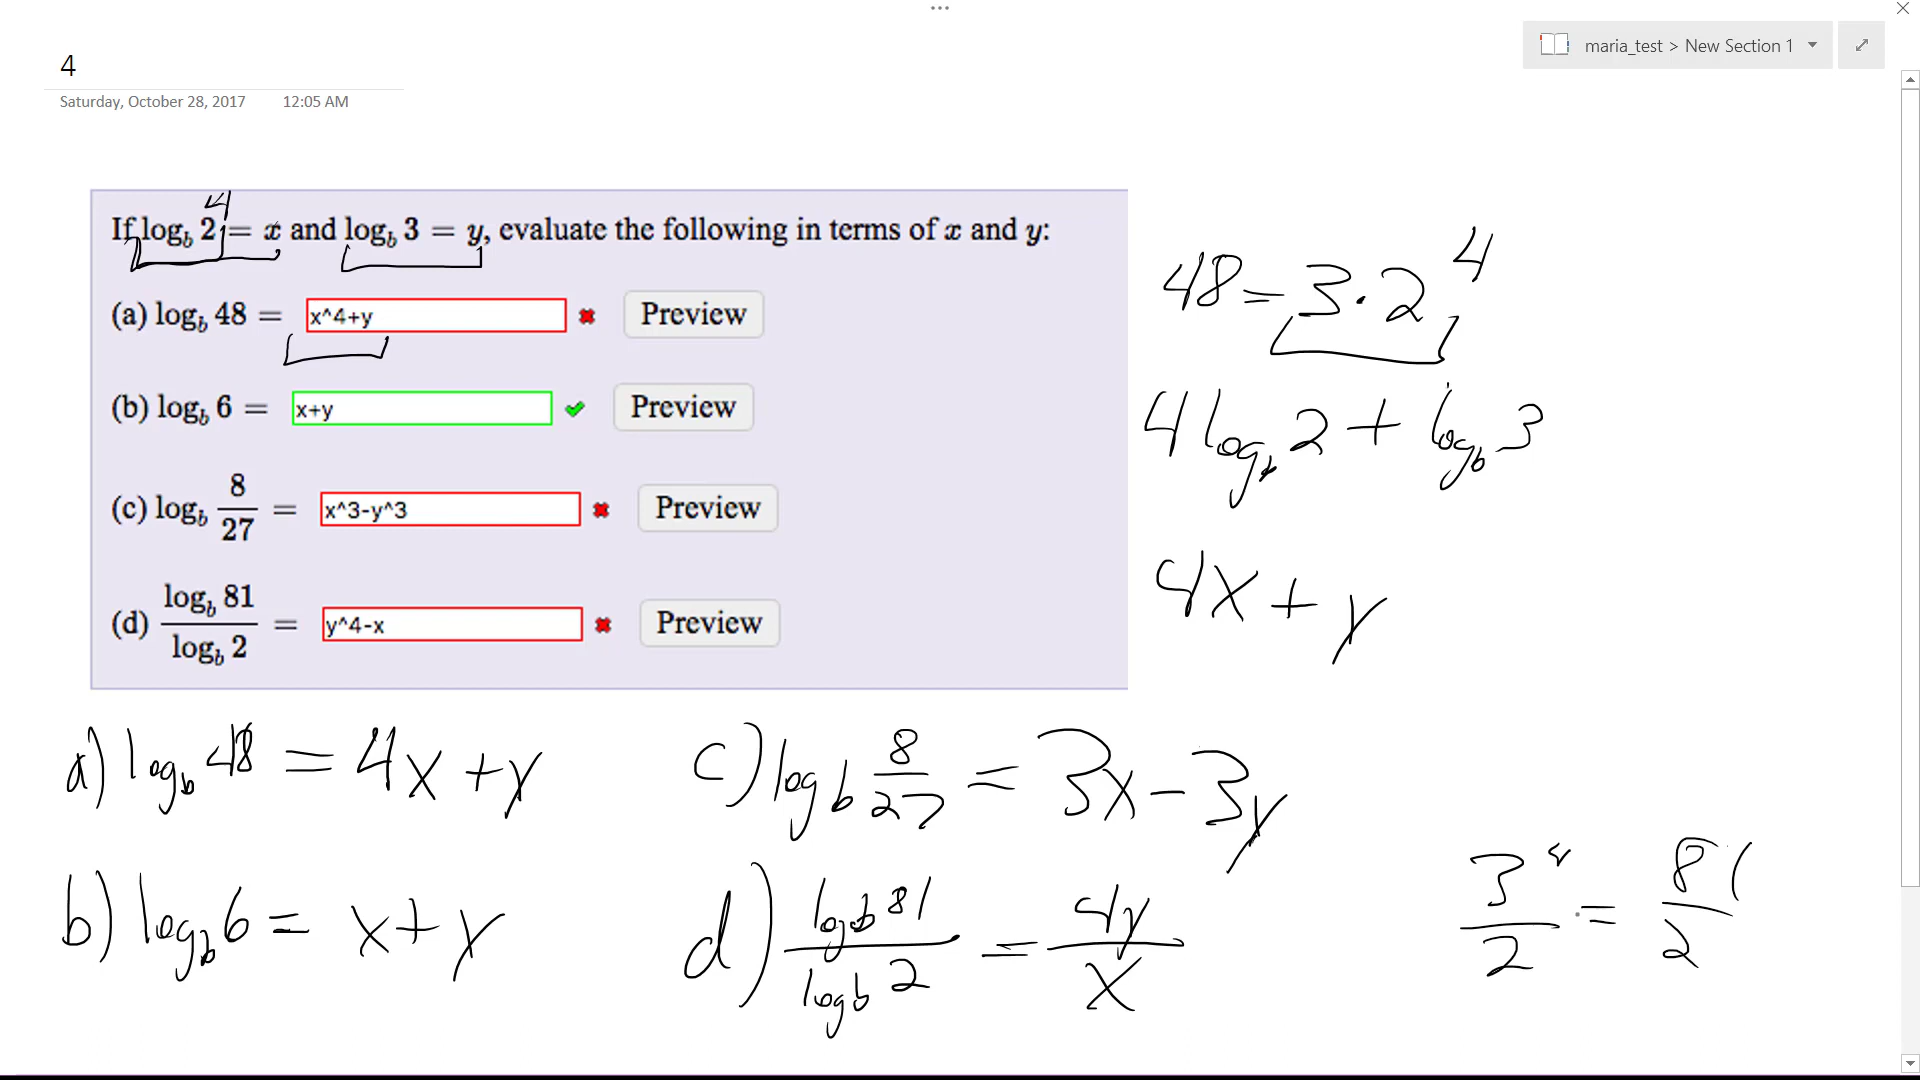 ...
maria_test > New Section 1
4
Saturday, October 28, 2017 12:05 AM
4
If log_b 2 = x and log_b 3 = y, evaluate the following in terms of x and y:
(a) log_b 48 = x^4+y Preview
(b) log_b 6 = x+y Preview
(c) log_b 8/27 = x^3-y^3 Preview
(d) log_b 81 / log_b 2 = y^4-x Preview
48 = 3 · 2^4
4 log_b 2 + log_b 3
4x + y
a) log_b 48 = 4x + y
b) log_b 6 = x + y
c) log_b 8/27 = 3x - 3y
d) log_b 81 / log_b 2 = 4y / x
3^4 / 2 = 81 / 2